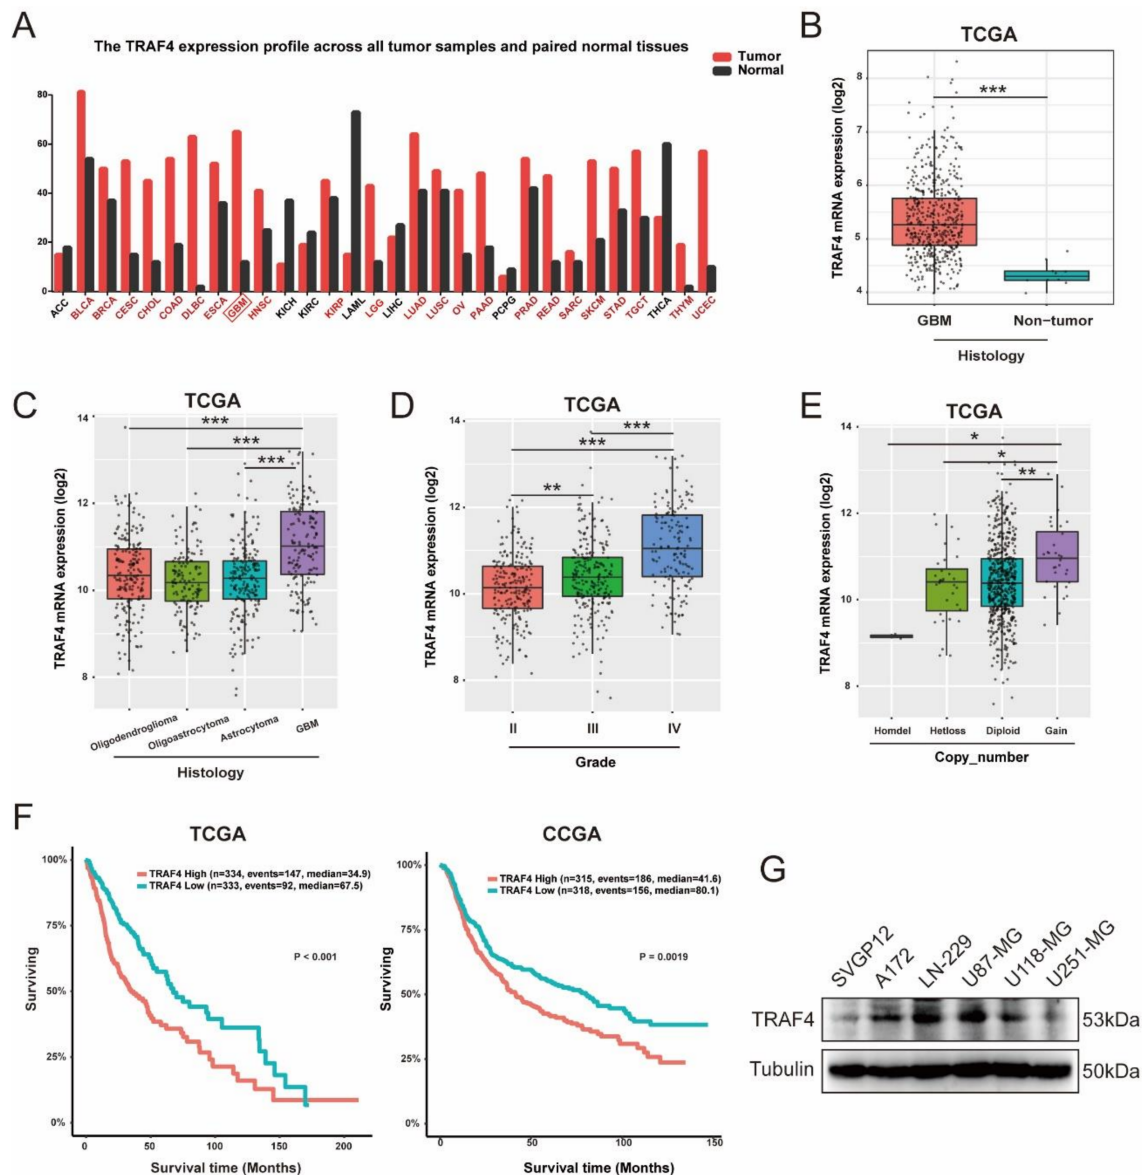 A
The TRAF4 expression profile across all tumor samples and paired normal tissues
Tumor
Normal
80
60
40
20
0
ACC
BLCA
BRCA
CESC
CHOL
COAD
DLBC
ESCA
GBM
HNSC
KICH
KIRC
KIRP
LAML
LGG
LIHC
LUAD
LUSC
OV
PAAD
PCPG
PRAD
READ
SARC
SKCM
STAD
TGCT
THCA
THYM
UCEC
B
TCGA
TRAF4 mRNA expression (log2)
8
7
6
5
4
***
GBM
Non-tumor
Histology
C
TCGA
TRAF4 mRNA expression (log2)
14
12
10
8
***
***
***
Oligodendroglioma
Oligoastrocytoma
Astrocytoma
GBM
Histology
D
TCGA
TRAF4 mRNA expression (log2)
14
12
10
8
***
***
**
II
III
IV
Grade
E
TCGA
TRAF4 mRNA expression (log2)
14
12
10
8
*
*
**
Homdel
Hetloss
Diploid
Gain
Copy_number
F
TCGA
Surviving
100%
75%
50%
25%
0%
TRAF4 High (n=334, events=147, median=34.9)
TRAF4 Low (n=333, events=92, median=67.5)
P < 0.001
0 50 100 150 200
Survival time (Months)
CCGA
Surviving
100%
75%
50%
25%
0%
TRAF4 High (n=315, events=186, median=41.6)
TRAF4 Low (n=318, events=156, median=80.1)
P = 0.0019
0 50 100 150
Survival time (Months)
G
SVGP12
A172
LN-229
U87-MG
U118-MG
U251-MG
TRAF4 53kDa
Tubulin 50kDa